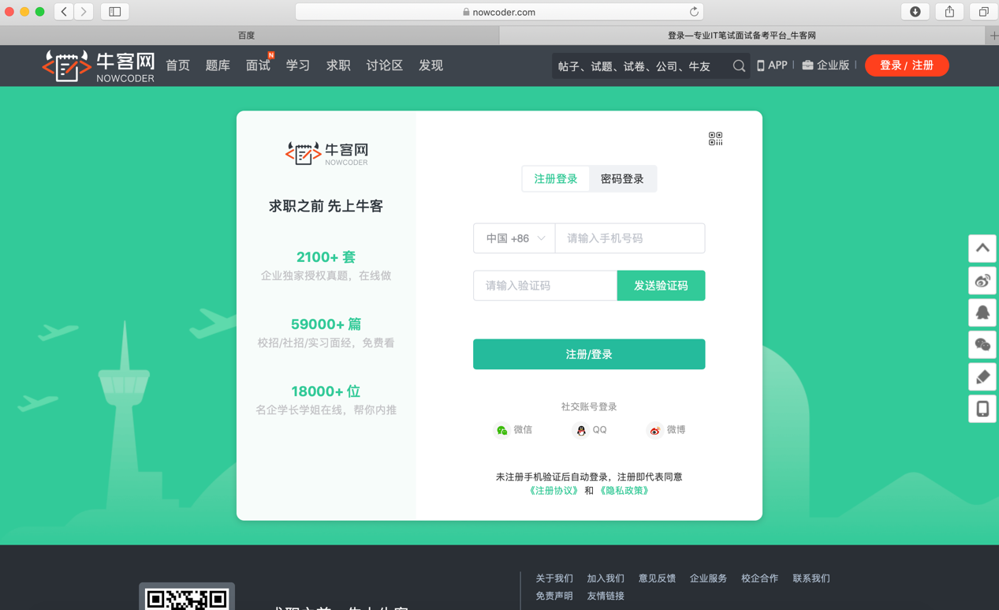 nowcoder.com
百度
登录—专业IT笔试面试备考平台_牛客网
牛客网
NOWCODER
首页 题库 面试 N 学习 求职 讨论区 发现
帖子、试题、试卷、公司、牛友
APP
企业版
登录 / 注册
牛客网
NOWCODER
求职之前 先上牛客
2100+ 套
企业独家授权真题，在线做
59000+ 篇
校招/社招/实习面经，免费看
18000+ 位
名企学长学姐在线，帮你内推
注册登录 密码登录
中国 +86 请输入手机号码
请输入验证码 发送验证码
注册/登录
社交账号登录
微信 QQ 微博
未注册手机验证后自动登录，注册即代表同意
《注册协议》 和 《隐私政策》
求职之前，先上牛客
关于我们 加入我们 意见反馈 企业服务 校企合作 联系我们
免责声明 友情链接